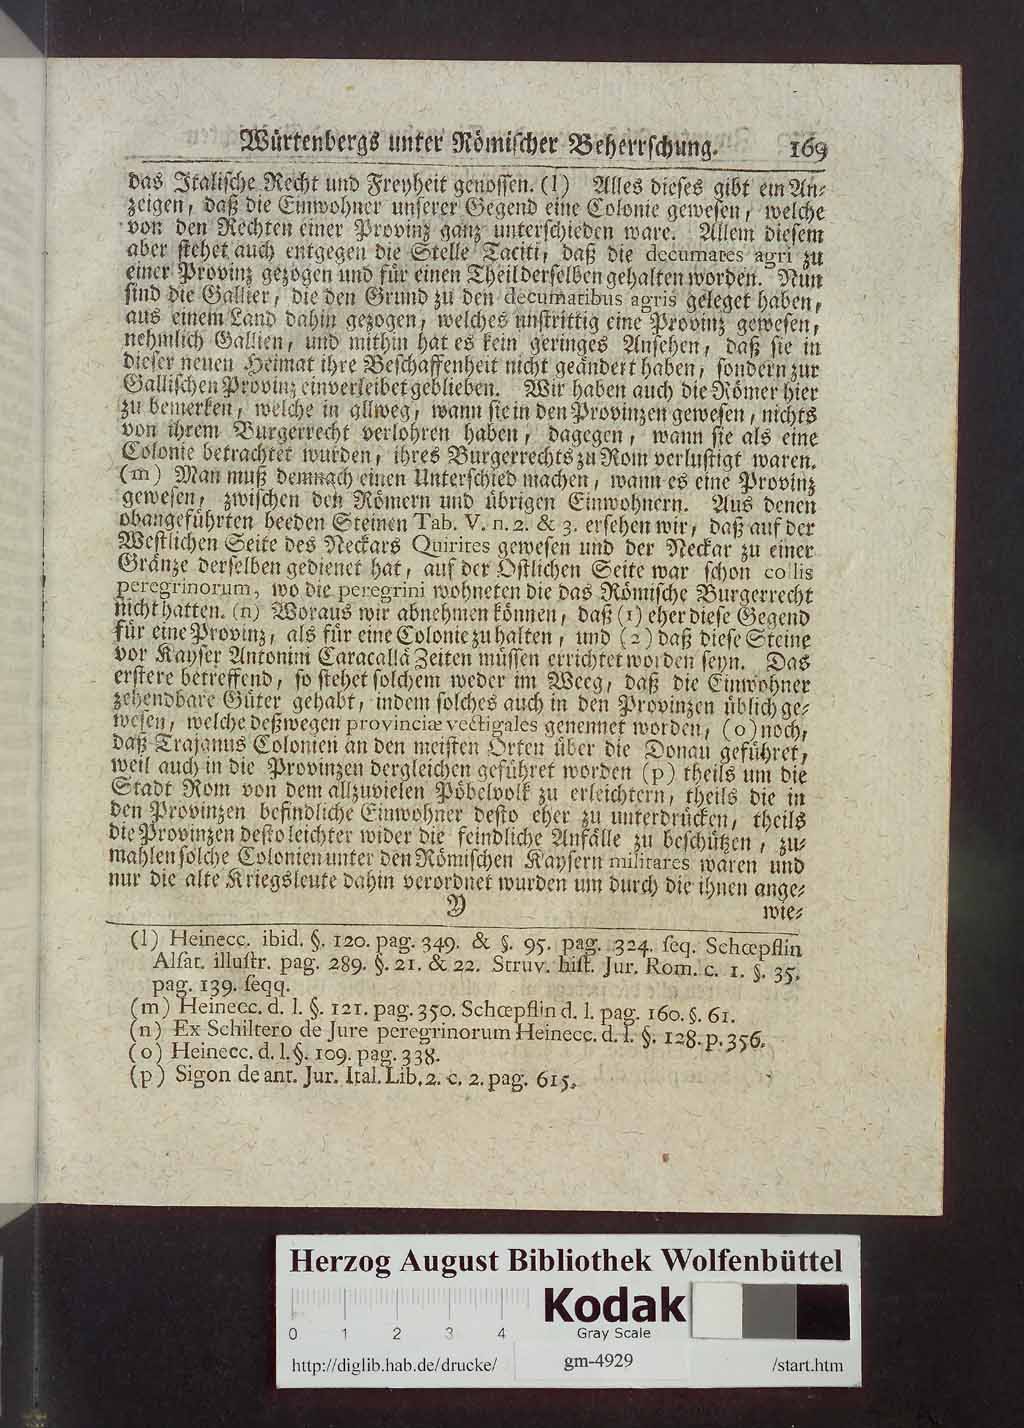 Würtenbergs unter Römischer Beherrschung. 169
das Italische Recht und Freyheit genossen. (l) Alles dieses gibt ein An-
zeigen, daß die Einwohner unserer Gegend eine Colonie gewesen, welche
von den Rechten einer Provinz ganz unterschieden ware. Allem diesem
aber stehet auch entgegen die Stelle Taciti, daß die decumates agri zu
einer Provinz gezogen und für einen Theil derselben gehalten worden. Nun
sind die Gallier, die den Grund zu den decumatibus agris geleget haben,
aus einem Land dahin gezogen, welches unstrittig eine Provinz gewesen,
nehmlich Gallien, und mithin hat es kein geringes Ansehen, daß sie in
dieser neuen Heimat ihre Beschaffenheit nicht geändert haben, sondern zur
Gallischen Provinz einverleibet geblieben. Wir haben auch die Römer hier
zu bemerken, welche in allweg, wann sie in den Provinzen gewesen, nichts
von ihrem Burgerrecht verlohren haben, dagegen, wann sie als eine
Colonie betrachtet wurden, ihres Burgerrechts zu Rom verlustigt waren.
(m) Man muß demnach einen Unterschied machen, wann es eine Provinz
gewesen, zwischen den Römern und übrigen Einwohnern. Aus denen
obangeführten beeden Steinen Tab. V. n. 2. & 3. ersehen wir, daß auf der
Westlichen Seite des Neckars Quirites gewesen und der Neckar zu einer
Gränze derselben gedienet hat, auf der Ostlichen Seite war schon collis
peregrinorum, wo die peregrini wohneten die das Römische Burgerrecht
nicht hatten. (n) Woraus wir abnehmen können, daß (1) eher diese Gegend
für eine Provinz, als für eine Colonie zu halten, und (2) daß diese Steine
vor Kayser Antonini Caracallä Zeiten müssen errichtet worden seyn. Das
erstere betreffend, so stehet solchem weder im Weeg, daß die Einwohner
zehendbare Güter gehabt, indem solches auch in den Provinzen üblich ge-
wesen, welche deßwegen provinciæ vectigales genennet worden, (o) noch,
daß Trajanus Colonien an den meisten Orten über die Donau geführet,
weil auch in die Provinzen dergleichen geführet worden (p) theils um die
Stadt Rom von dem allzuvielen Pöbelvolk zu erleichtern, theils die in
den Provinzen befindliche Einwohner desto eher zu unterdrücken, theils
die Provinzen desto leichter wider die feindliche Anfälle zu beschützen, zu-
mahlen solche Colonien unter den Römischen Kaysern militares waren und
nur die alte Kriegsleute dahin verordnet wurden um durch die ihnen ange-
Y wie-
(l) Heinecc. ibid. §. 120. pag. 349. & §. 95. pag. 324. seq. Schœpflin
Alsat. illustr. pag. 289. §. 21. & 22. Struv. hist. Jur. Rom. c. 1. §. 35.
pag. 139. seqq.
(m) Heinecc. d. l. §. 121. pag. 350. Schœpflin d. l. pag. 160. §. 61.
(n) Ex Schiltero de Jure peregrinorum Heinecc. d. l. §. 128. p. 356.
(o) Heinecc. d. l. §. 109. pag. 338.
(p) Sigon de ant. Jur. Ital. Lib. 2. c. 2. pag. 615.
Herzog August Bibliothek Wolfenbüttel
Kodak
0 1 2 3 4 Gray Scale
http://diglib.hab.de/drucke/ gm-4929 /start.htm